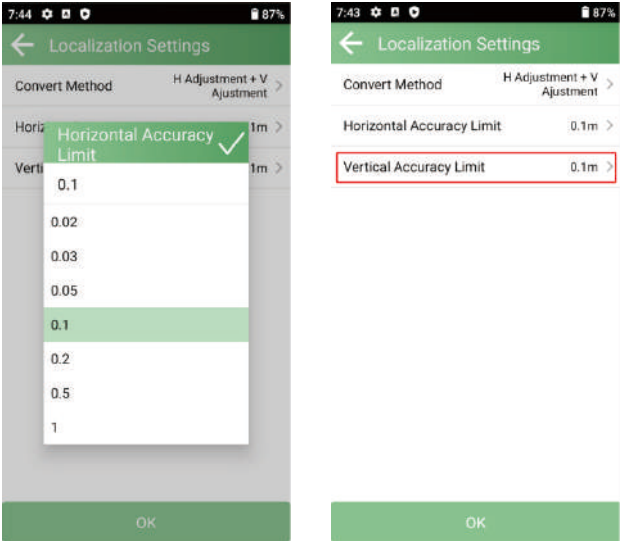 7:44
87%
Localization Settings
Convert Method
H Adjustment + V
Ajustment
Horiz
1m
Verti
1m
Horizontal Accuracy
Limit
0.1
0.02
0.03
0.05
0.1
0.2
0.5
1
OK
7:43
87%
Localization Settings
Convert Method
H Adjustment + V
Ajustment
Horizontal Accuracy Limit
0.1m
Vertical Accuracy Limit
0.1m
OK